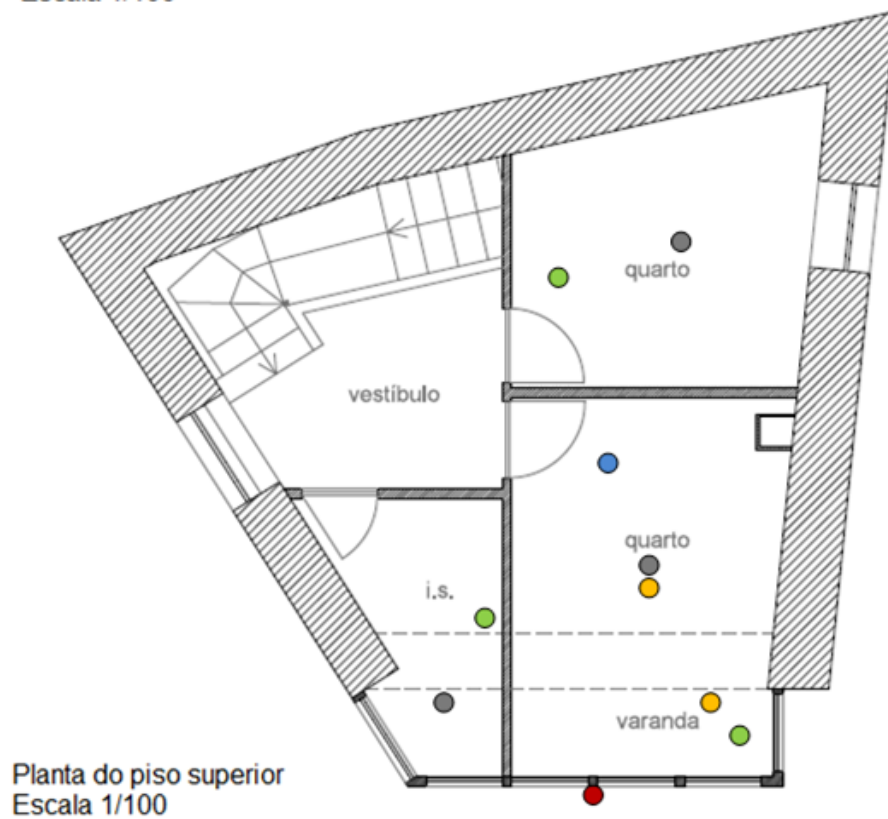 quarto
vestíbulo
quarto
i.s.
varanda
Planta do piso superior
Escala 1/100